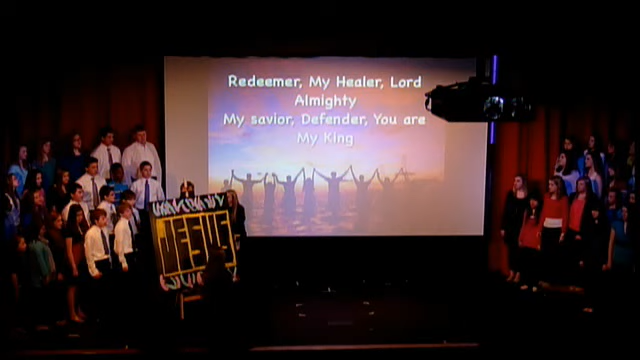 Redeemer, My Healer, Lord
Almighty
My savior, Defender, You are
My King
JESUS